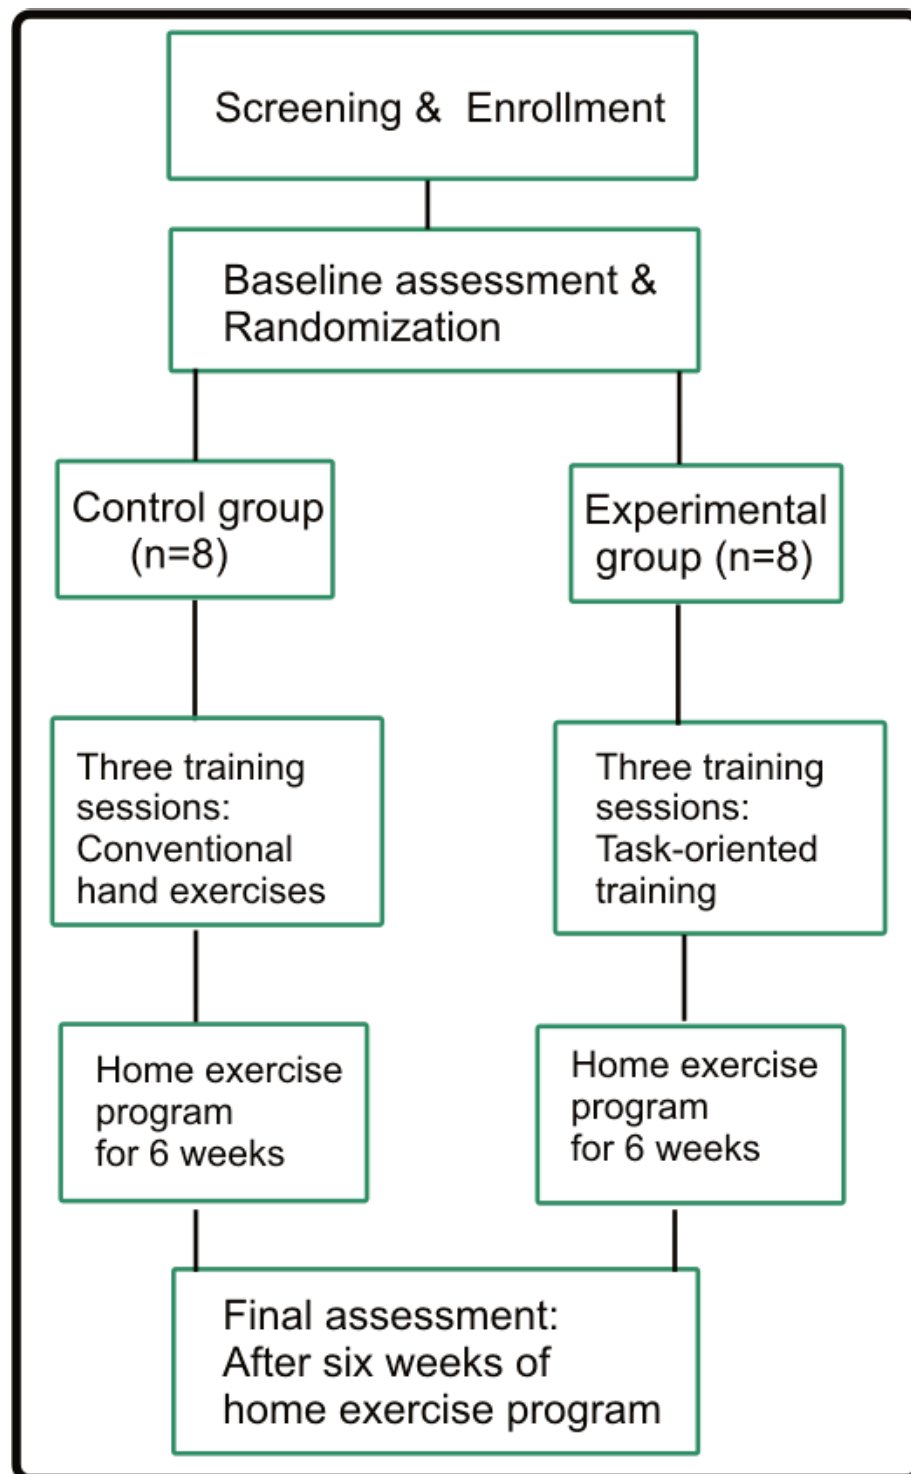 Screening & Enrollment
Baseline assessment &
Randomization
Control group
(n=8)
Experimental
group (n=8)
Three training
sessions:
Conventional
hand exercises
Three training
sessions:
Task-oriented
training
Home exercise
program
for 6 weeks
Home exercise
program
for 6 weeks
Final assessment:
After six weeks of
home exercise program